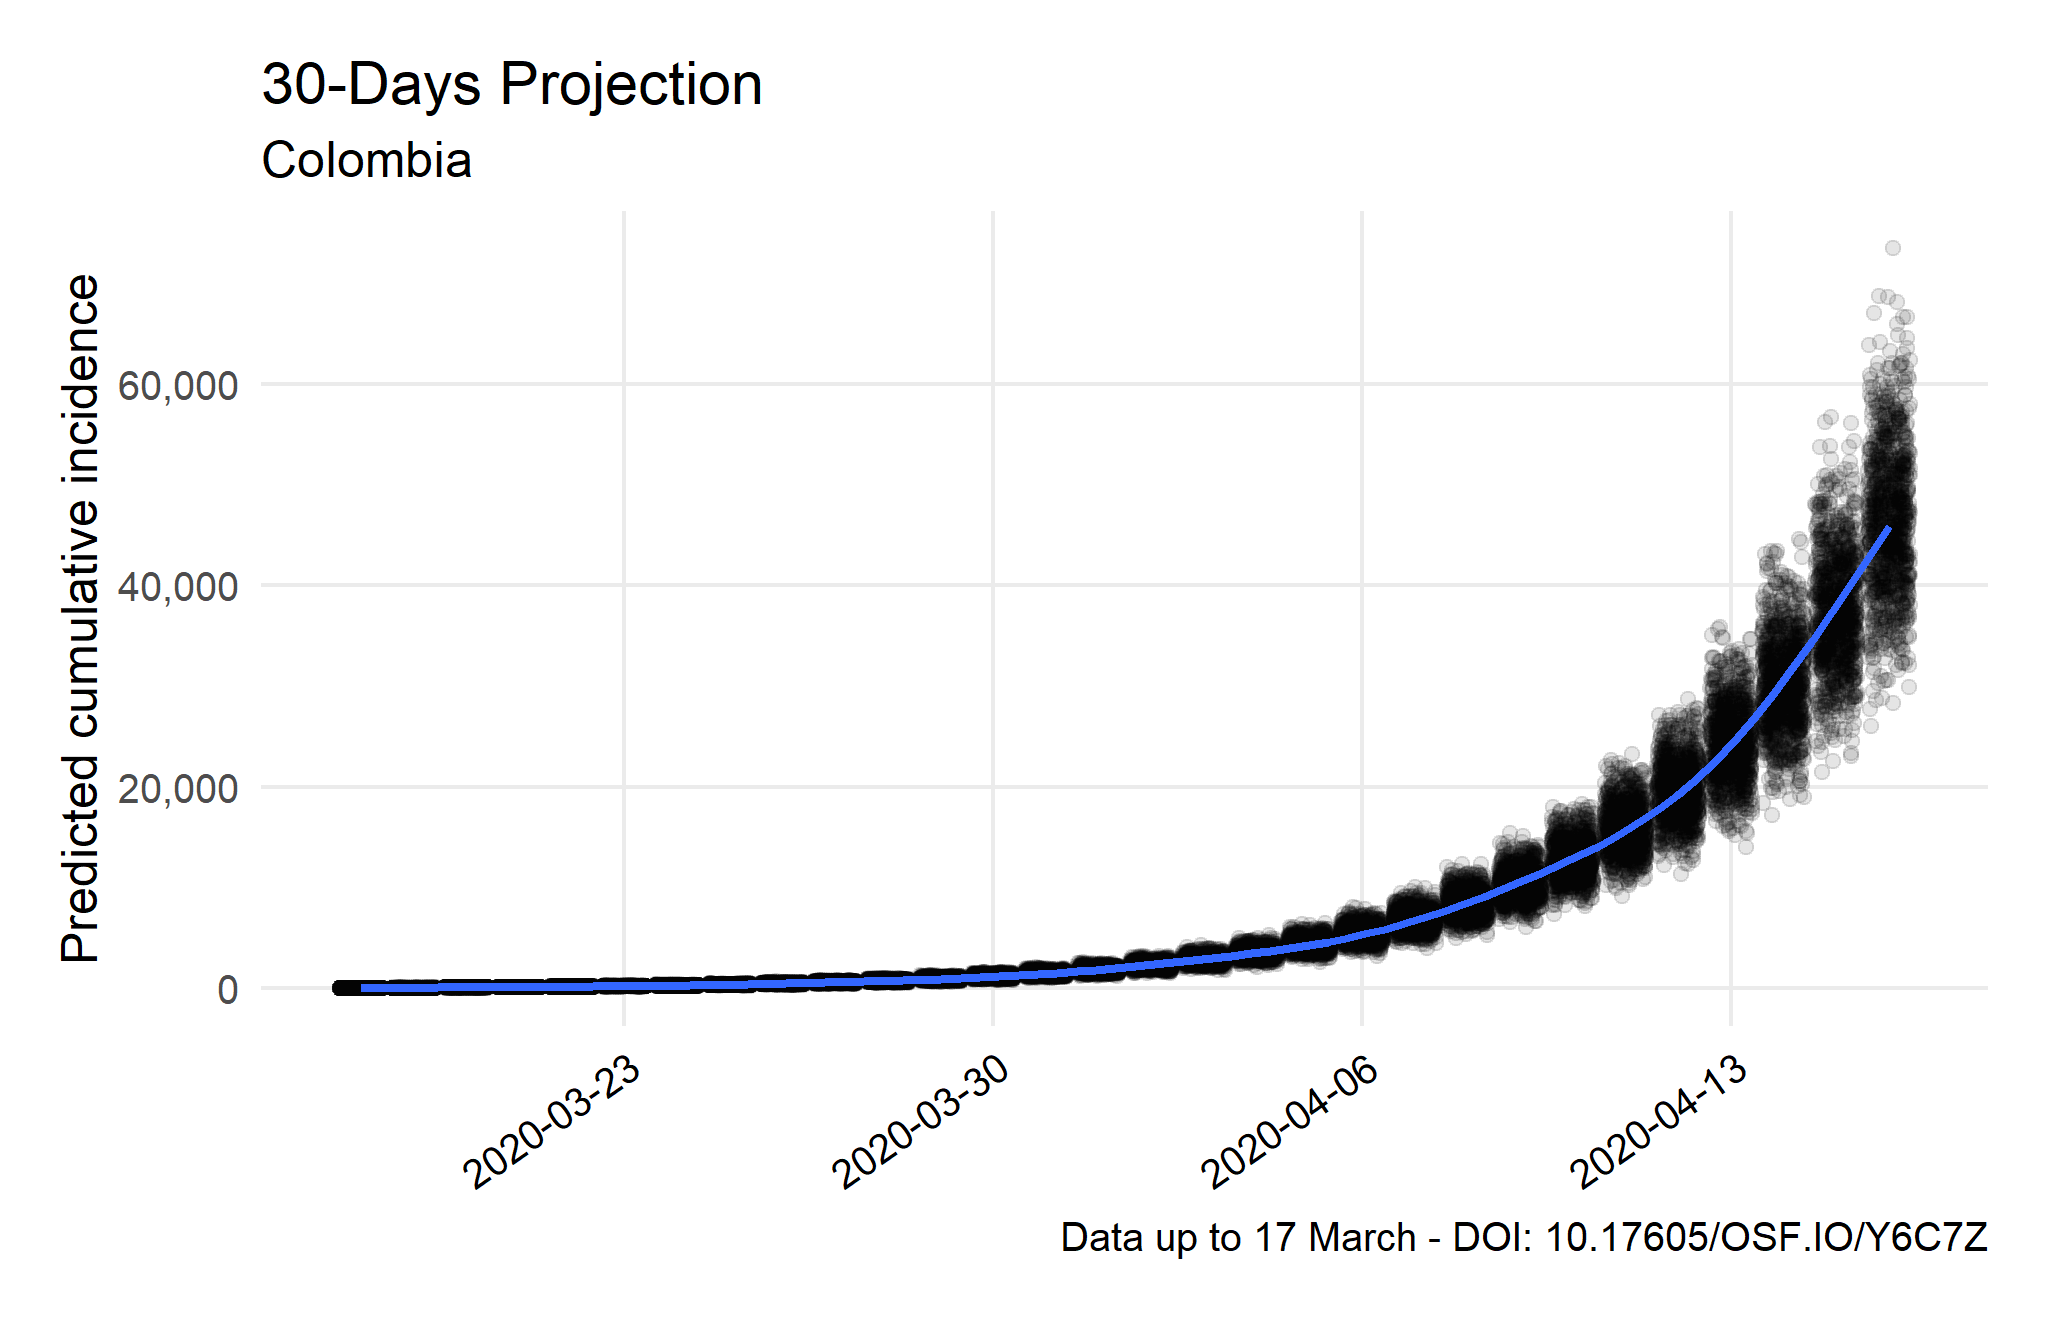 30-Days Projection
Colombia
Predicted cumulative incidence
60,000
40,000
20,000
0
2020-03-23
2020-03-30
2020-04-06
2020-04-13
Data up to 17 March - DOI: 10.17605/OSF.IO/Y6C7Z